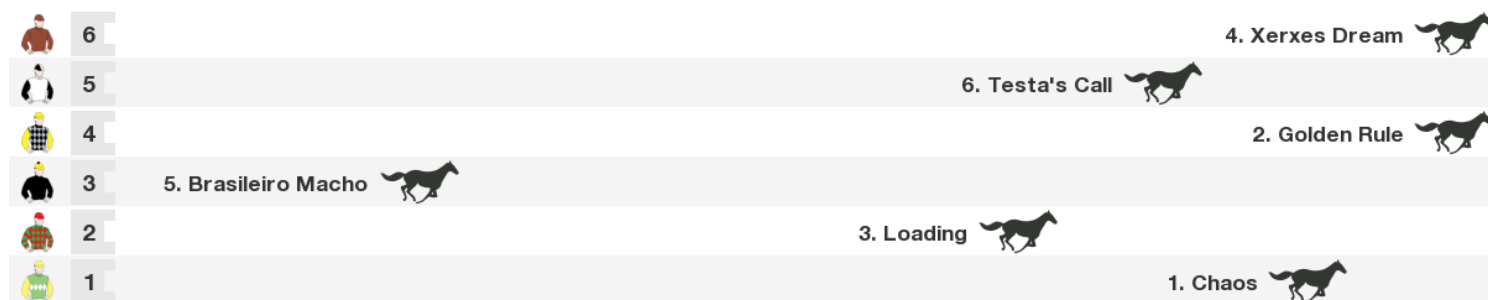 6 4. Xerxes Dream
5 6. Testa's Call
4 2. Golden Rule
3 5. Brasileiro Macho
2 3. Loading
1 1. Chaos